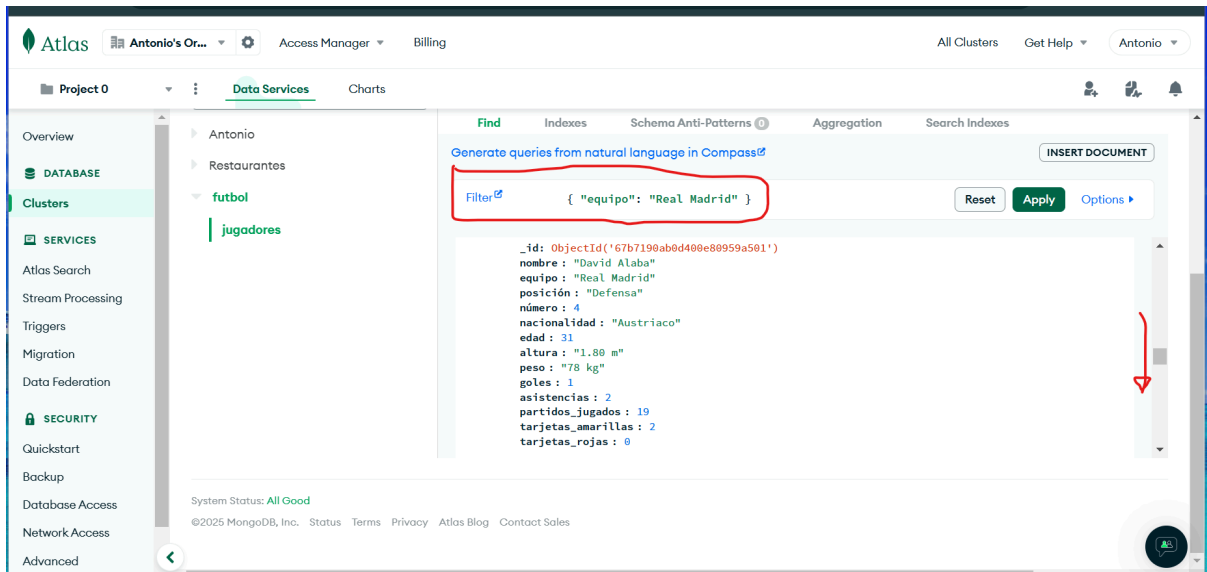 Atlas Antonio's Or... Access Manager Billing All Clusters Get Help Antonio
Project 0 Data Services Charts
Overview
DATABASE
Clusters
SERVICES
Atlas Search
Stream Processing
Triggers
Migration
Data Federation
SECURITY
Quickstart
Backup
Database Access
Network Access
Advanced
Antonio
Restaurantes
futbol
jugadores
Find Indexes Schema Anti-Patterns 0 Aggregation Search Indexes
Generate queries from natural language in Compass
INSERT DOCUMENT
Filter { "equipo": "Real Madrid" } Reset Apply Options
_id: ObjectId('67b7190ab0d400e80959a501')
nombre : "David Alaba"
equipo : "Real Madrid"
posición : "Defensa"
número : 4
nacionalidad : "Austriaco"
edad : 31
altura : "1.80 m"
peso : "78 kg"
goles : 1
asistencias : 2
partidos_jugados : 19
tarjetas_amarillas : 2
tarjetas_rojas : 0
System Status: All Good
©2025 MongoDB, Inc. Status Terms Privacy Atlas Blog Contact Sales